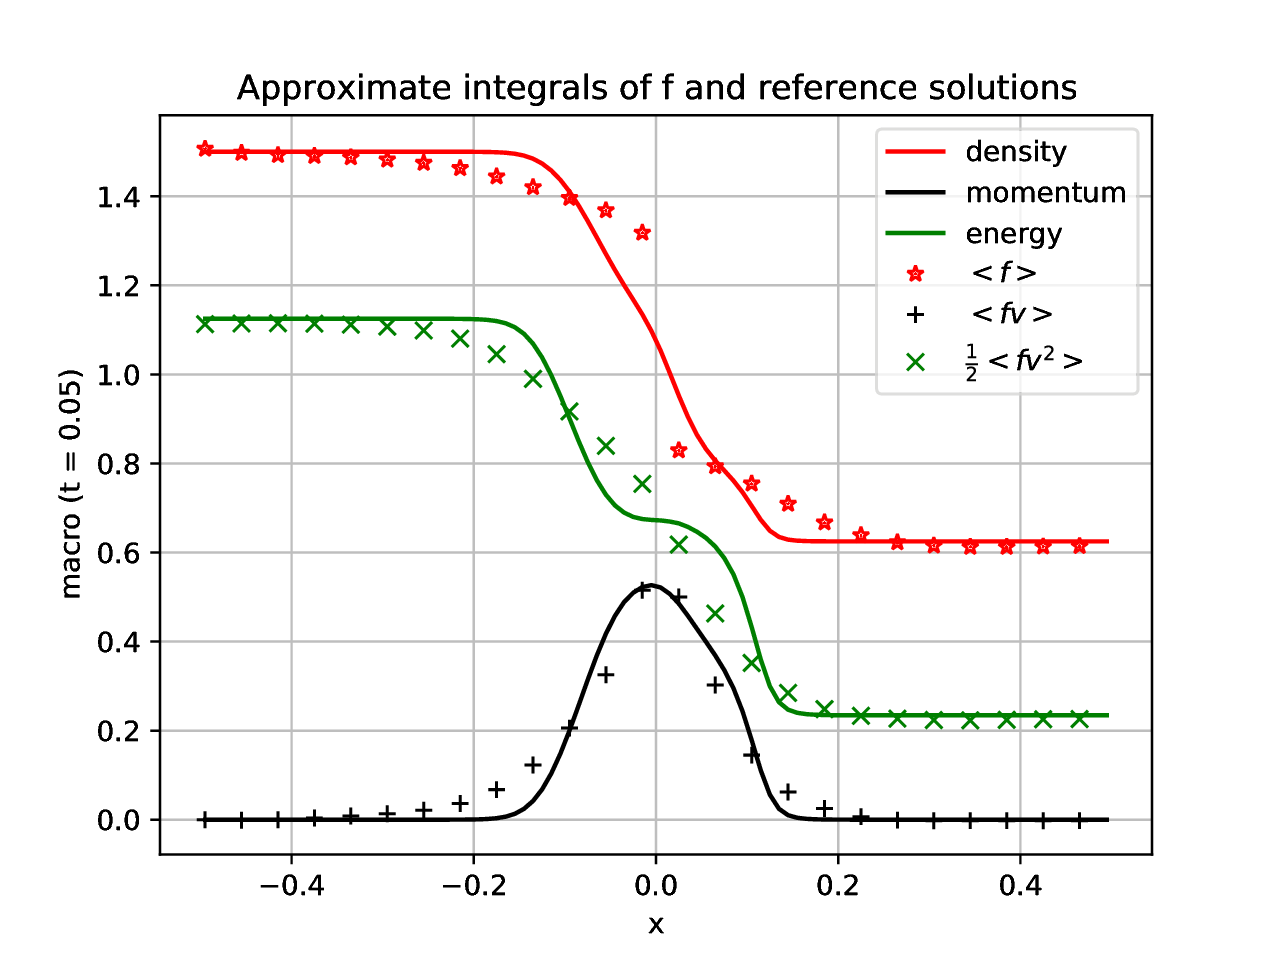 Approximate integrals of f and reference solutions
density
momentum
energy
< f >
< fv >
1/2 < fv² >
macro (t = 0.05)
1.4
1.2
1.0
0.8
0.6
0.4
0.2
0.0
−0.4 −0.2 0.0 0.2 0.4
x